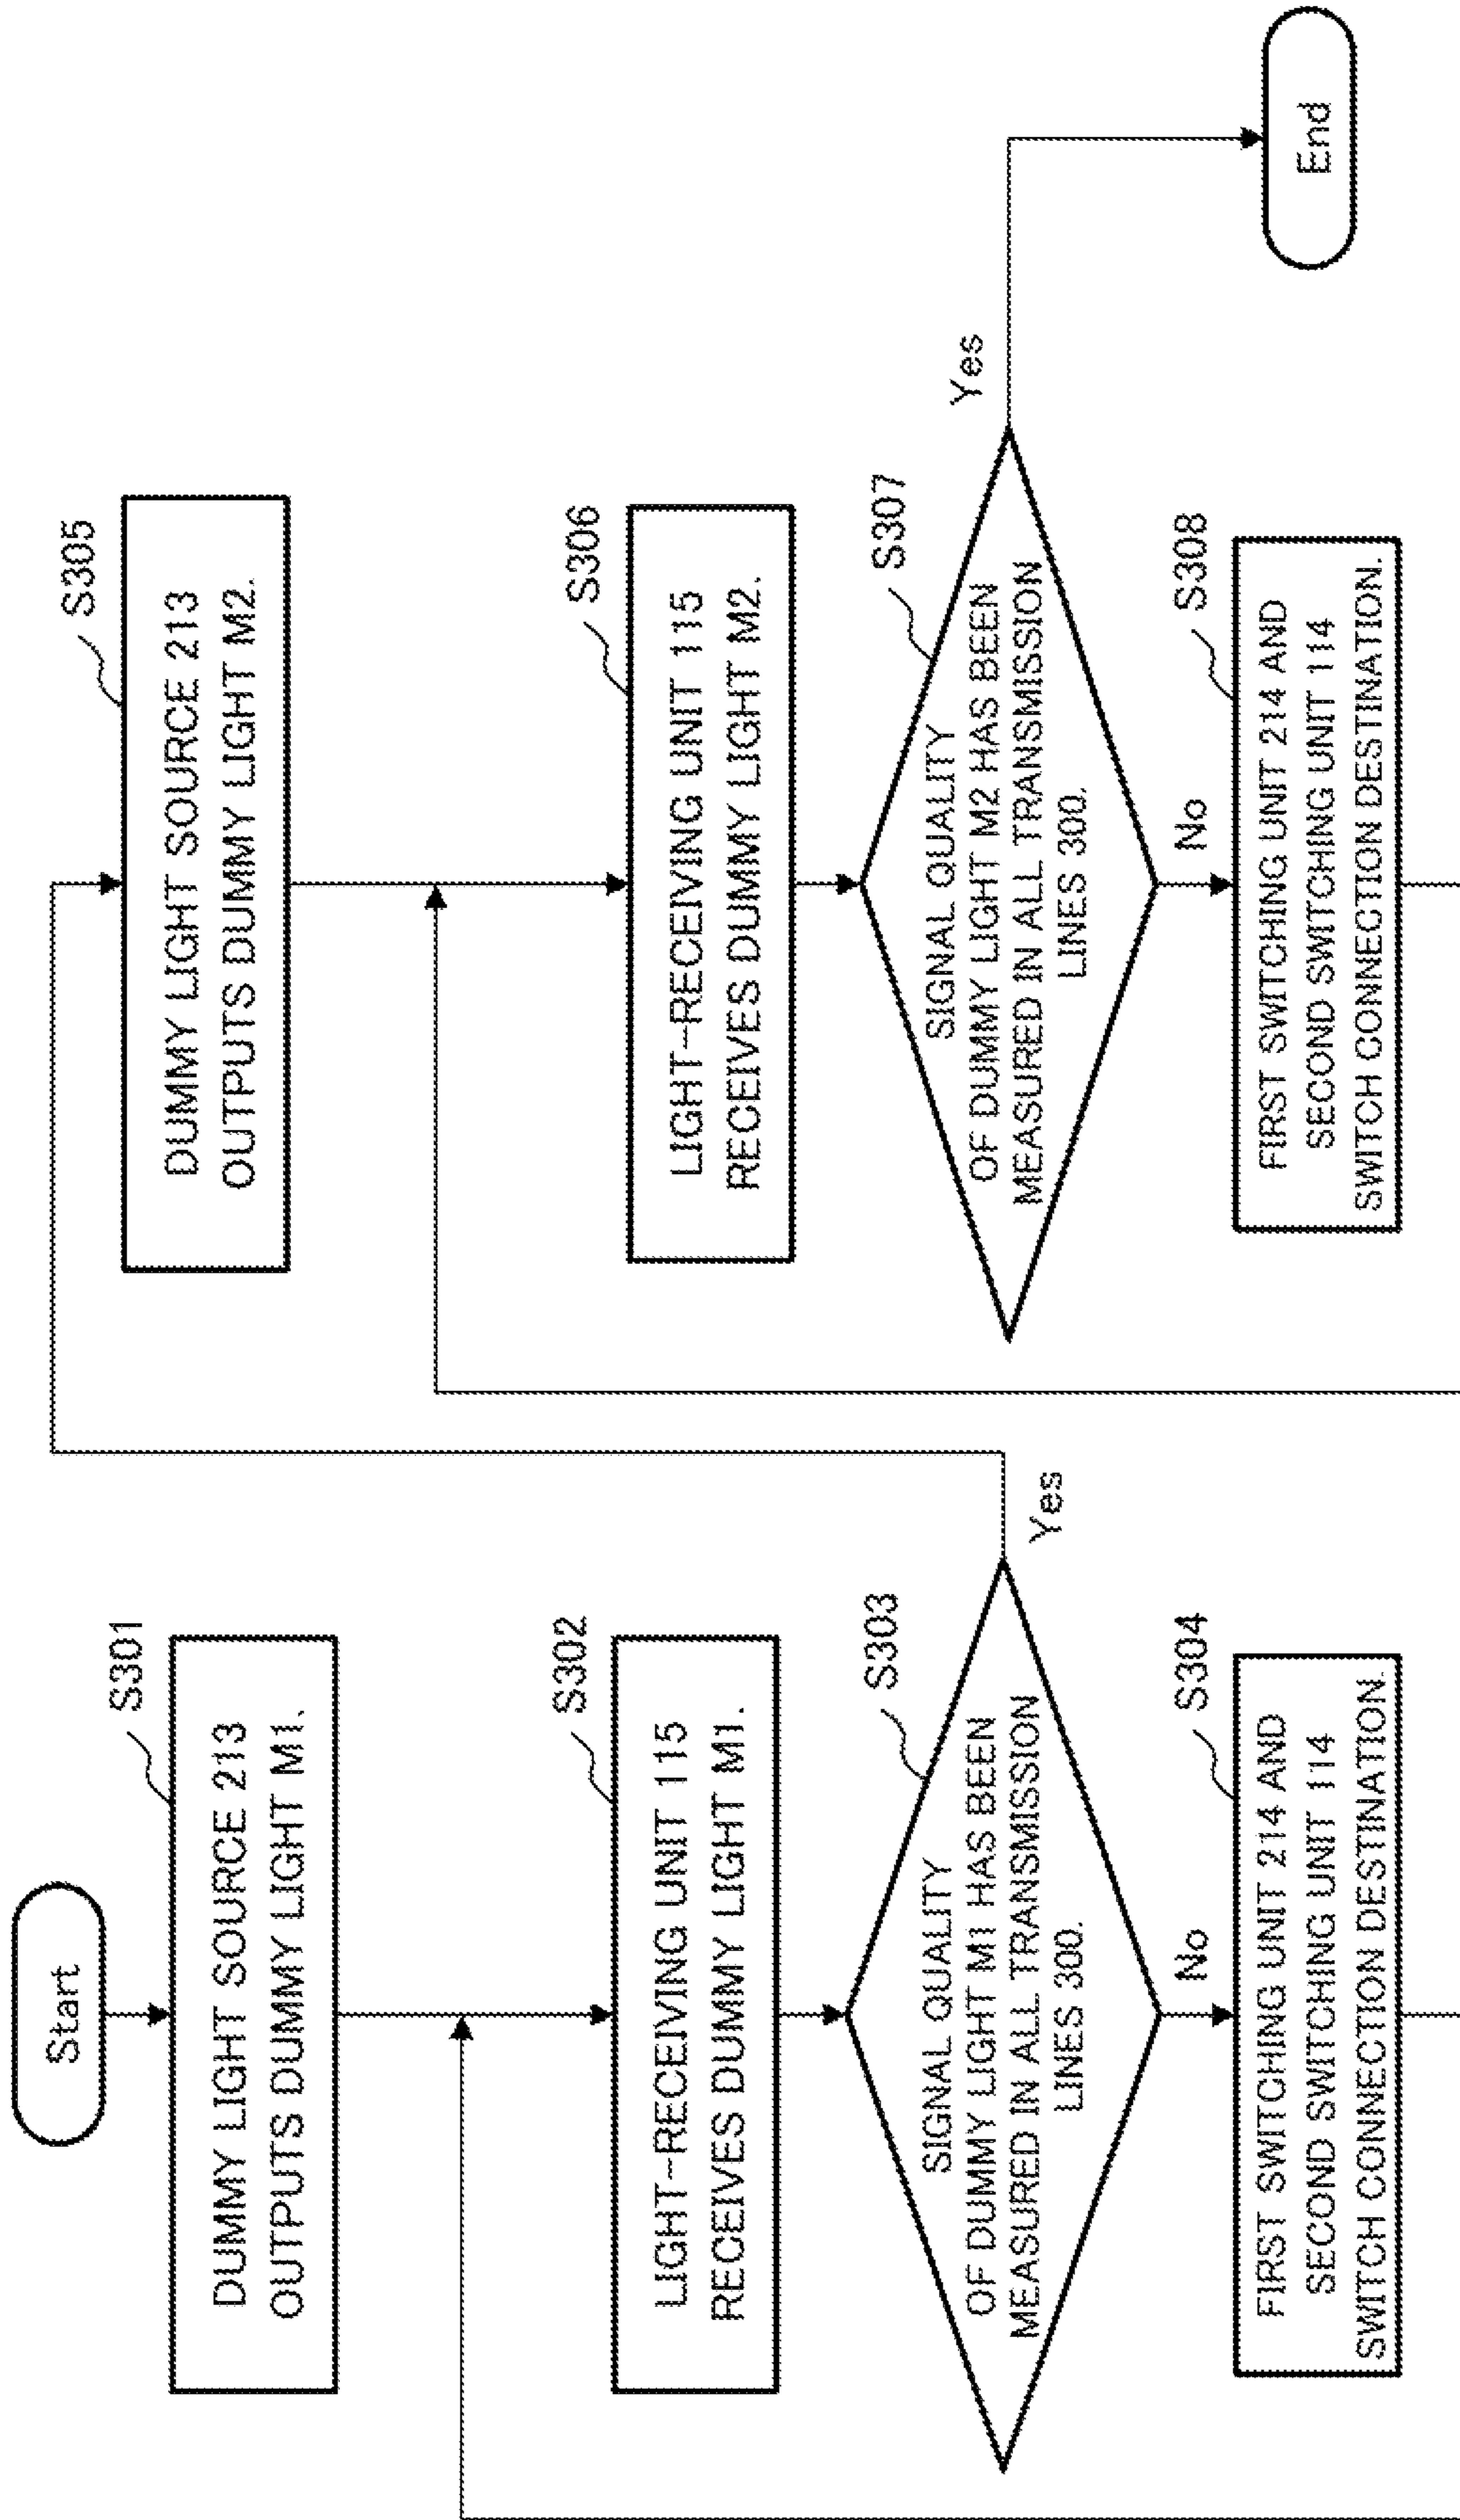 Start
S301
DUMMY LIGHT SOURCE 213
OUTPUTS DUMMY LIGHT M1.
S302
LIGHT-RECEIVING UNIT 115
RECEIVES DUMMY LIGHT M1.
S303
SIGNAL QUALITY
OF DUMMY LIGHT M1 HAS BEEN
MEASURED IN ALL TRANSMISSION
LINES 300.
Yes
No
S304
FIRST SWITCHING UNIT 214 AND
SECOND SWITCHING UNIT 114
SWITCH CONNECTION DESTINATION.
S305
DUMMY LIGHT SOURCE 213
OUTPUTS DUMMY LIGHT M2.
S306
LIGHT-RECEIVING UNIT 115
RECEIVES DUMMY LIGHT M2.
S307
SIGNAL QUALITY
OF DUMMY LIGHT M2 HAS BEEN
MEASURED IN ALL TRANSMISSION
LINES 300.
Yes
No
S308
FIRST SWITCHING UNIT 214 AND
SECOND SWITCHING UNIT 114
SWITCH CONNECTION DESTINATION.
End